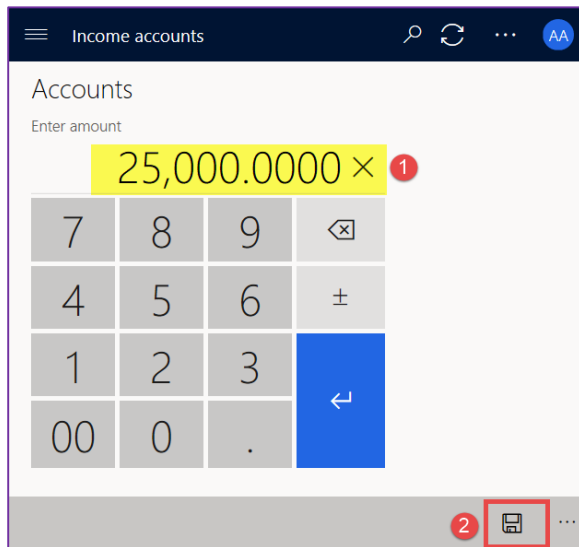 Income accounts ... AA
Accounts
Enter amount
25,000.0000 × 1
7 8 9
4 5 6 ±
1 2 3
00 0 .
2 ...